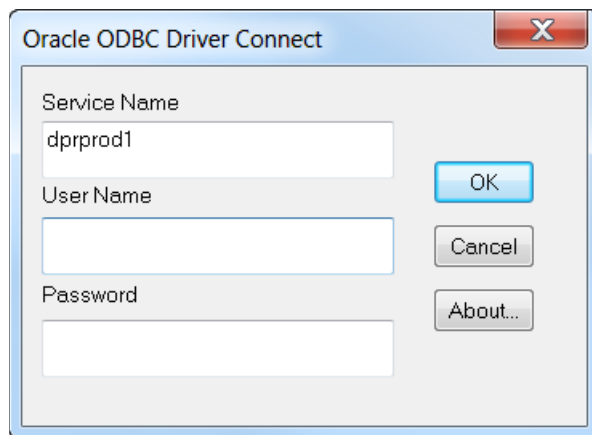 Oracle ODBC Driver Connect
Service Name
dprprod1
OK
User Name
Cancel
Password
About...